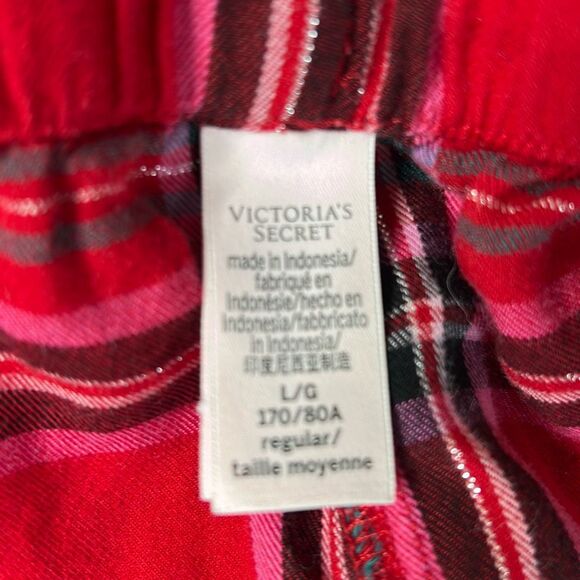 VICTORIA'S
SECRET
made in Indonesia/
fabriqué en
Indonésie/hecho en
Indonesia/fabbricato
in Indonesia/
印度尼西亚制造
L/G
170/80A
regular/
taille moyenne